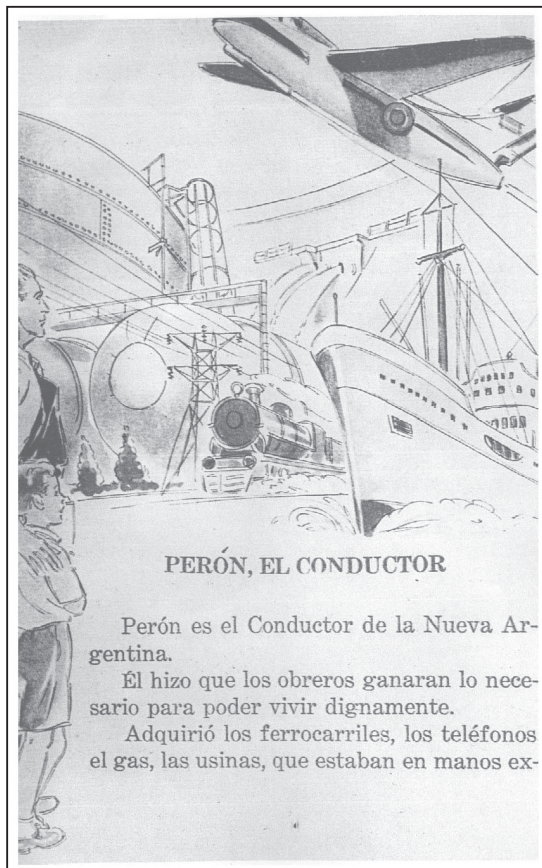 PERÓN, EL CONDUCTOR
Perón es el Conductor de la Nueva Ar-
gentina.
Él hizo que los obreros ganaran lo nece-
sario para poder vivir dignamente.
Adquirió los ferrocarriles, los teléfonos
el gas, las usinas, que estaban en manos ex-